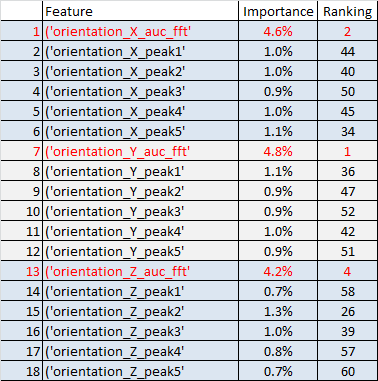 Feature Importance Ranking
1 ('orientation_X_auc_fft' 4.6% 2
2 ('orientation_X_peak1' 1.0% 44
3 ('orientation_X_peak2' 1.0% 40
4 ('orientation_X_peak3' 0.9% 50
5 ('orientation_X_peak4' 1.0% 45
6 ('orientation_X_peak5' 1.1% 34
7 ('orientation_Y_auc_fft' 4.8% 1
8 ('orientation_Y_peak1' 1.1% 36
9 ('orientation_Y_peak2' 0.9% 47
10 ('orientation_Y_peak3' 0.9% 52
11 ('orientation_Y_peak4' 1.0% 42
12 ('orientation_Y_peak5' 0.9% 51
13 ('orientation_Z_auc_fft' 4.2% 4
14 ('orientation_Z_peak1' 0.7% 58
15 ('orientation_Z_peak2' 1.3% 26
16 ('orientation_Z_peak3' 1.0% 39
17 ('orientation_Z_peak4' 0.8% 57
18 ('orientation_Z_peak5' 0.7% 60